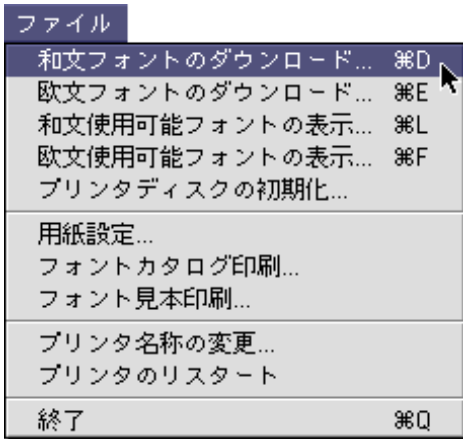 ファイル
和文フォントのダウンロード... ⌘D
欧文フォントのダウンロード... ⌘E
和文使用可能フォントの表示... ⌘L
欧文使用可能フォントの表示... ⌘F
プリンタディスクの初期化...
用紙設定...
フォントカタログ印刷...
フォント見本印刷...
プリンタ名称の変更...
プリンタのリスタート
終了 ⌘Q